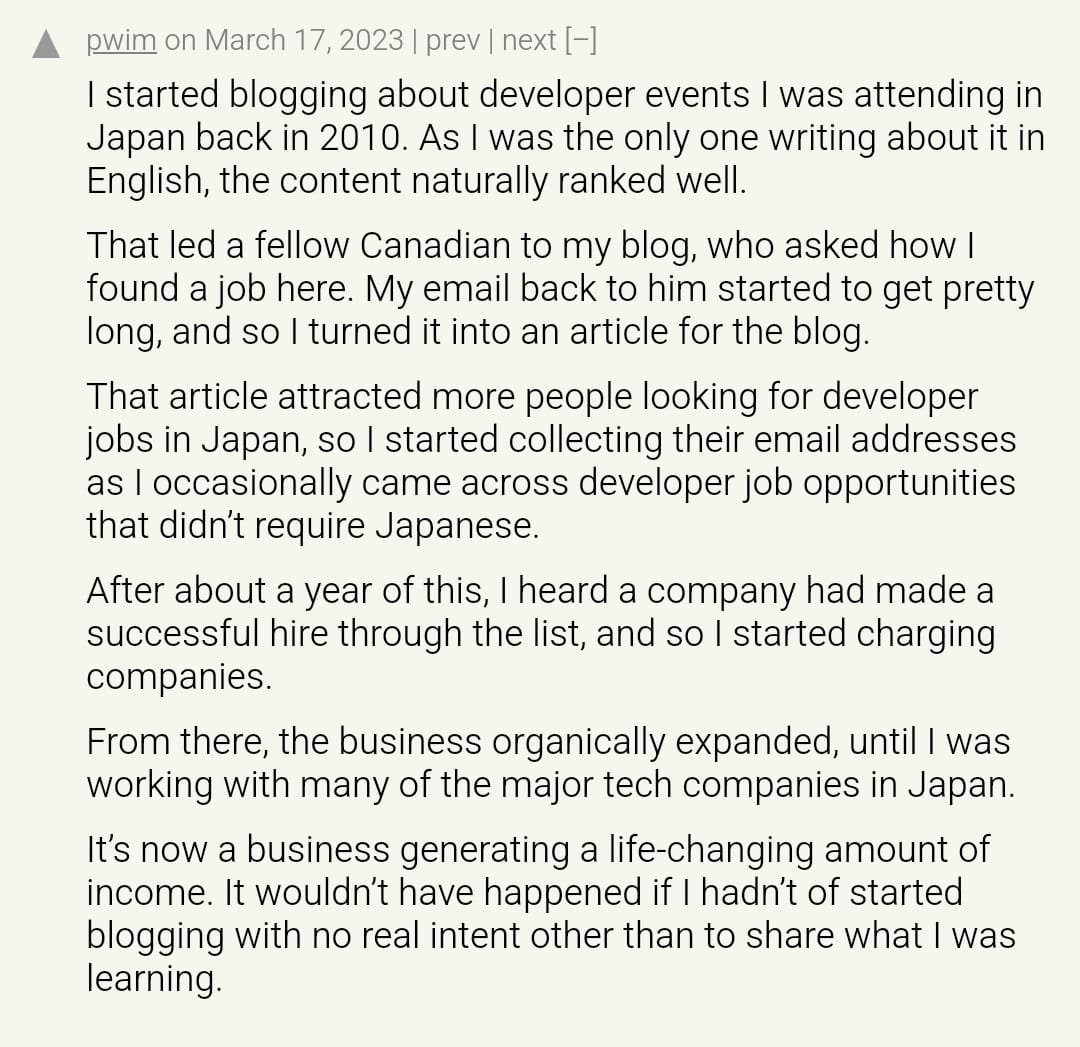 ▲ pwim on March 17, 2023 | prev | next [–]
I started blogging about developer events I was attending in
Japan back in 2010. As I was the only one writing about it in
English, the content naturally ranked well.
That led a fellow Canadian to my blog, who asked how I
found a job here. My email back to him started to get pretty
long, and so I turned it into an article for the blog.
That article attracted more people looking for developer
jobs in Japan, so I started collecting their email addresses
as I occasionally came across developer job opportunities
that didn’t require Japanese.
After about a year of this, I heard a company had made a
successful hire through the list, and so I started charging
companies.
From there, the business organically expanded, until I was
working with many of the major tech companies in Japan.
It’s now a business generating a life-changing amount of
income. It wouldn’t have happened if I hadn’t of started
blogging with no real intent other than to share what I was
learning.